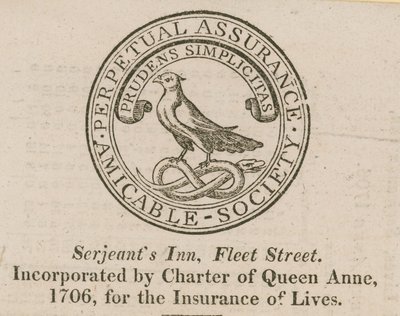 · PERPETUAL ASSURANCE ·
AMICABLE - SOCIETY
PRUDENS SIMPLICITAS
Serjeant's Inn, Fleet Street.
Incorporated by Charter of Queen Anne,
1706, for the Insurance of Lives.